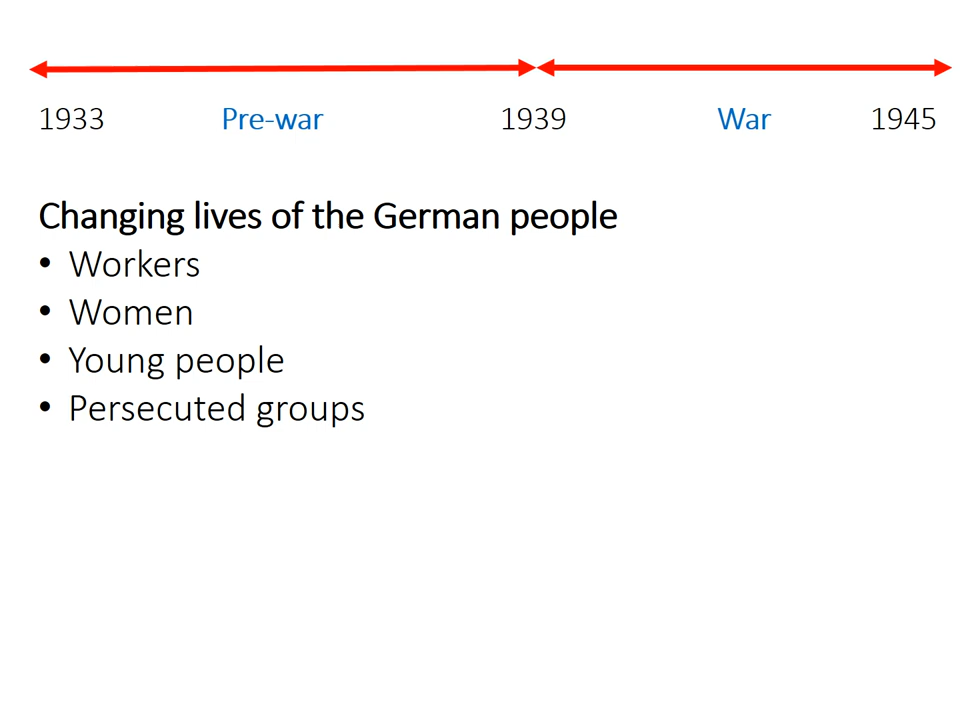 1933 Pre-war 1939 War 1945
Changing lives of the German people
• Workers
• Women
• Young people
• Persecuted groups